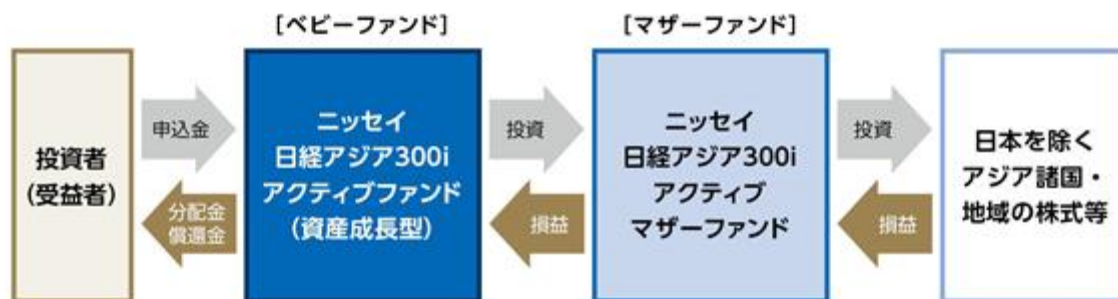 [ベビーファンド]
[マザーファンド]
投資者
(受益者)
申込金
分配金
償還金
ニッセイ
日経アジア300i
アクティブファンド
(資産成長型)
投資
損益
ニッセイ
日経アジア300i
アクティブ
マザーファンド
投資
損益
日本を除く
アジア諸国・
地域の株式等